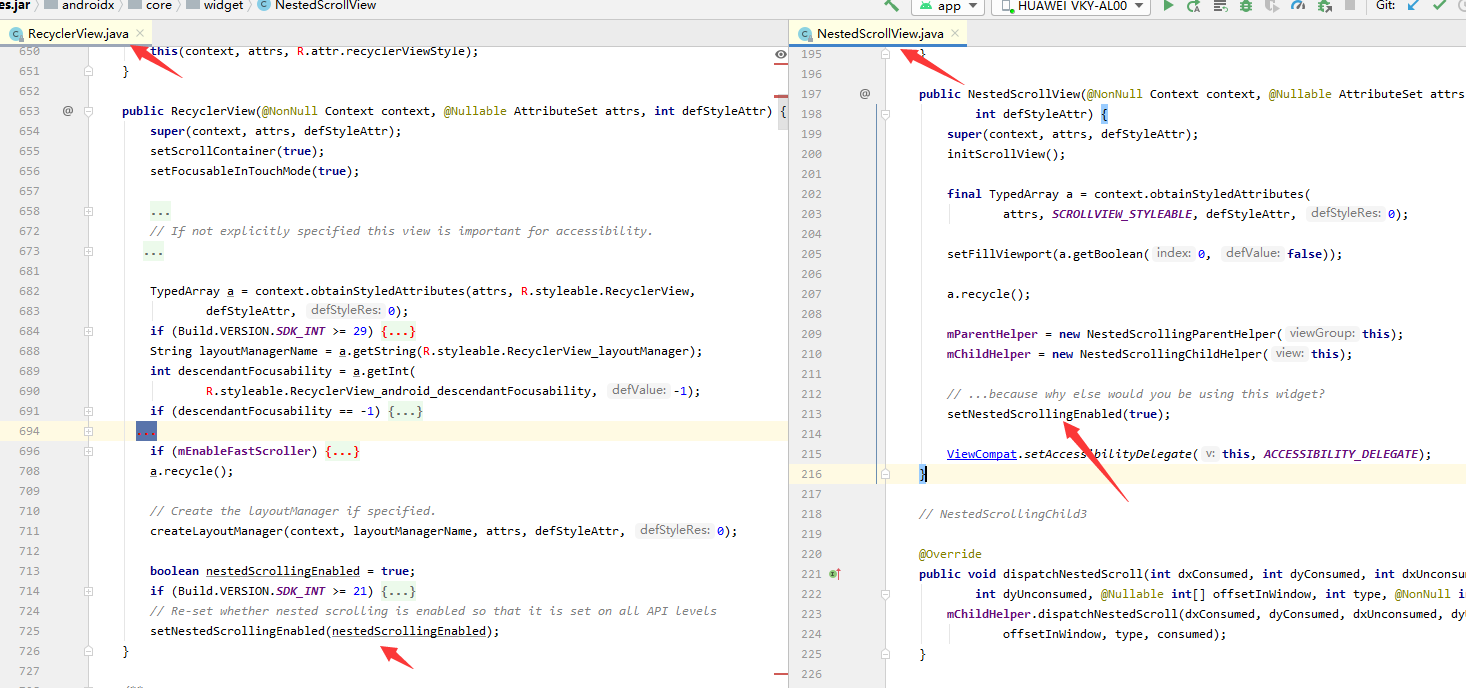 es.jar androidx core widget NestedScrollView app HUAWEI VKY-AL00 Git:
RecyclerView.java
650 this(context, attrs, R.attr.recyclerViewStyle);
651 }
652
653 @ public RecyclerView(@NonNull Context context, @Nullable AttributeSet attrs, int defStyleAttr) {
654 super(context, attrs, defStyleAttr);
655 setScrollContainer(true);
656 setFocusableInTouchMode(true);
657
658 ...
672 // If not explicitly specified this view is important for accessibility.
673 ...
681
682 TypedArray a = context.obtainStyledAttributes(attrs, R.styleable.RecyclerView,
683 defStyleAttr, defStyleRes: 0);
684 if (Build.VERSION.SDK_INT >= 29) {...}
688 String layoutManagerName = a.getString(R.styleable.RecyclerView_layoutManager);
689 int descendantFocusability = a.getInt(
690 R.styleable.RecyclerView_android_descendantFocusability, defValue: -1);
691 if (descendantFocusability == -1) {...}
694 ...
696 if (mEnableFastScroller) {...}
708 a.recycle();
709
710 // Create the layoutManager if specified.
711 createLayoutManager(context, layoutManagerName, attrs, defStyleAttr, defStyleRes: 0);
712
713 boolean nestedScrollingEnabled = true;
714 if (Build.VERSION.SDK_INT >= 21) {...}
724 // Re-set whether nested scrolling is enabled so that it is set on all API levels
725 setNestedScrollingEnabled(nestedScrollingEnabled);
726 }
727
NestedScrollView.java
195 }
196
197 @ public NestedScrollView(@NonNull Context context, @Nullable AttributeSet attrs
198 int defStyleAttr) {
199 super(context, attrs, defStyleAttr);
200 initScrollView();
201
202 final TypedArray a = context.obtainStyledAttributes(
203 attrs, SCROLLVIEW_STYLEABLE, defStyleAttr, defStyleRes: 0);
204
205 setFillViewport(a.getBoolean( index: 0, defValue: false));
206
207 a.recycle();
208
209 mParentHelper = new NestedScrollingParentHelper( viewGroup: this);
210 mChildHelper = new NestedScrollingChildHelper( view: this);
211
212 // ...because why else would you be using this widget?
213 setNestedScrollingEnabled(true);
214
215 ViewCompat.setAccessibilityDelegate( v: this, ACCESSIBILITY_DELEGATE);
216 }
217
218 // NestedScrollingChild3
219
220 @Override
221 public void dispatchNestedScroll(int dxConsumed, int dyConsumed, int dxUnconsu
222 int dyUnconsumed, @Nullable int[] offsetInWindow, int type, @NonNull i
223 mChildHelper.dispatchNestedScroll(dxConsumed, dyConsumed, dxUnconsumed, dy
224 offsetInWindow, type, consumed);
225 }
226